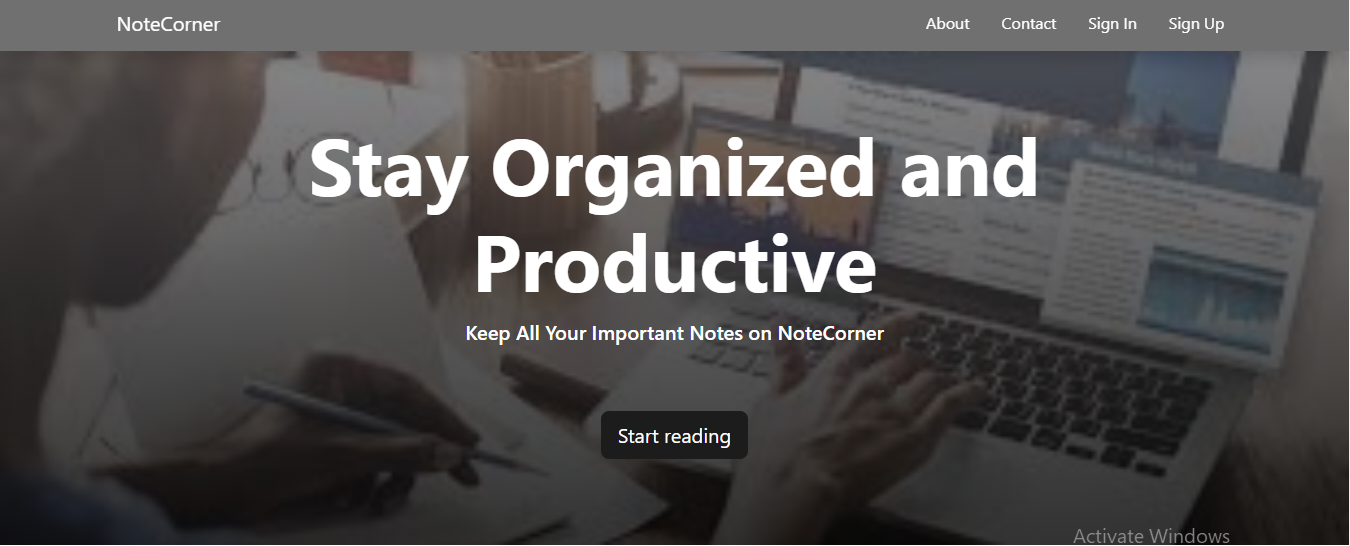 NoteCorner
About Contact Sign In Sign Up
Stay Organized and
Productive
Keep All Your Important Notes on NoteCorner
Start reading
Activate Windows